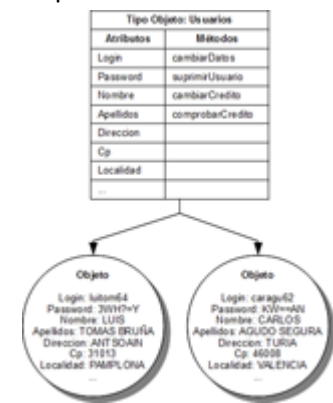 Tipo Objeto: Usuarios
Atributos Métodos
Login cambiarDatos
Password suprimirUsuario
Nombre cambiarCredito
Apellidos comprobarCredito
Direccion
Cp
Localidad
...
Objeto
Login: luitom64
Password: JWH?=Y
Nombre: LUIS
Apellidos: TOMAS BRUÑA
Direccion: ANTSOAIN
Cp: 31013
Localidad: PAMPLONA
...
Objeto
Login: caragu62
Password: KW==AN
Nombre: CARLOS
Apellidos: AGUDO SEGURA
Direccion: TURIA
Cp: 46008
Localidad: VALENCIA
...